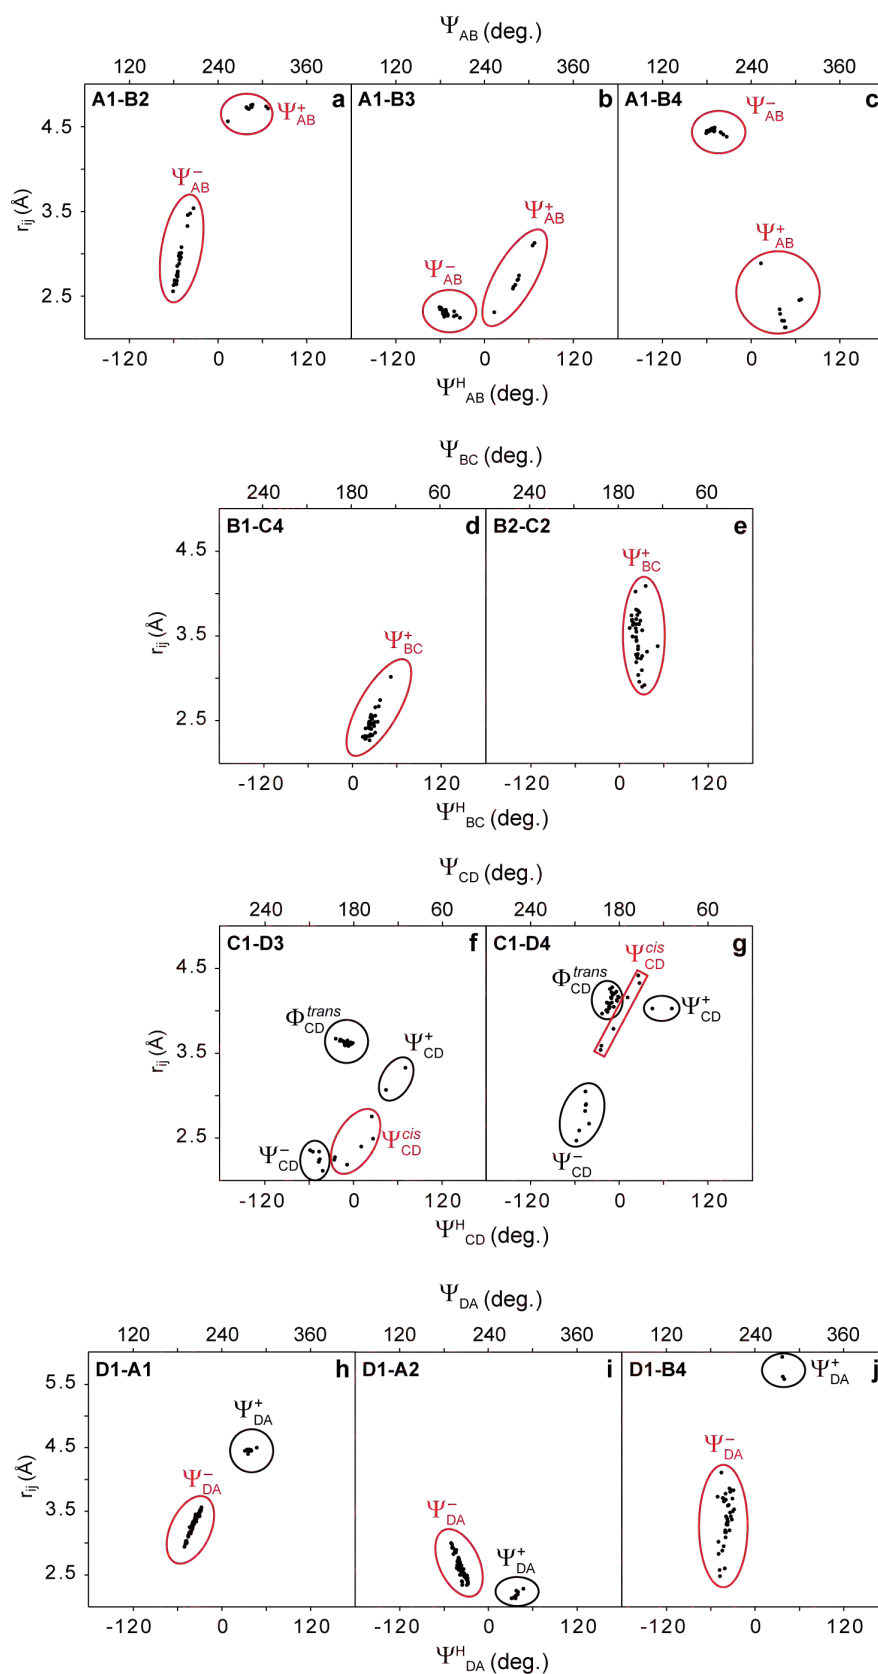 Ψ_AB (deg.)
120 240 360 120 240 360 120 240 360
A1-B2 a A1-B3 b A1-B4 c
Ψ⁺_AB Ψ⁻_AB
4.5
Ψ⁻_AB Ψ⁺_AB Ψ⁺_AB
r_ij (Å) 3.5
Ψ⁻_AB
2.5
-120 0 120 -120 0 120 -120 0 120
Ψ^H_AB (deg.)
Ψ_BC (deg.)
240 180 60 240 180 60
B1-C4 d B2-C2 e
4.5
Ψ⁺_BC
r_ij (Å) 3.5
Ψ⁺_BC
2.5
-120 0 120 -120 0 120
Ψ^H_BC (deg.)
Ψ_CD (deg.)
240 180 60 240 180 60
C1-D3 f C1-D4 g
4.5
Φ^trans_CD Φ^trans_CD Ψ^cis_CD
Ψ⁺_CD Ψ⁺_CD
r_ij (Å) 3.5
Ψ⁻_CD Ψ^cis_CD
2.5
Ψ⁻_CD
-120 0 120 -120 0 120
Ψ^H_CD (deg.)
Ψ_DA (deg.)
120 240 360 120 240 360 120 240 360
D1-A1 h D1-A2 i D1-B4 j
5.5 Ψ⁺_DA
Ψ⁺_DA
4.5
Ψ⁻_DA Ψ⁻_DA Ψ⁻_DA
r_ij (Å) 3.5
Ψ⁺_DA
2.5
-120 0 120 -120 0 120 -120 0 120
Ψ^H_DA (deg.)